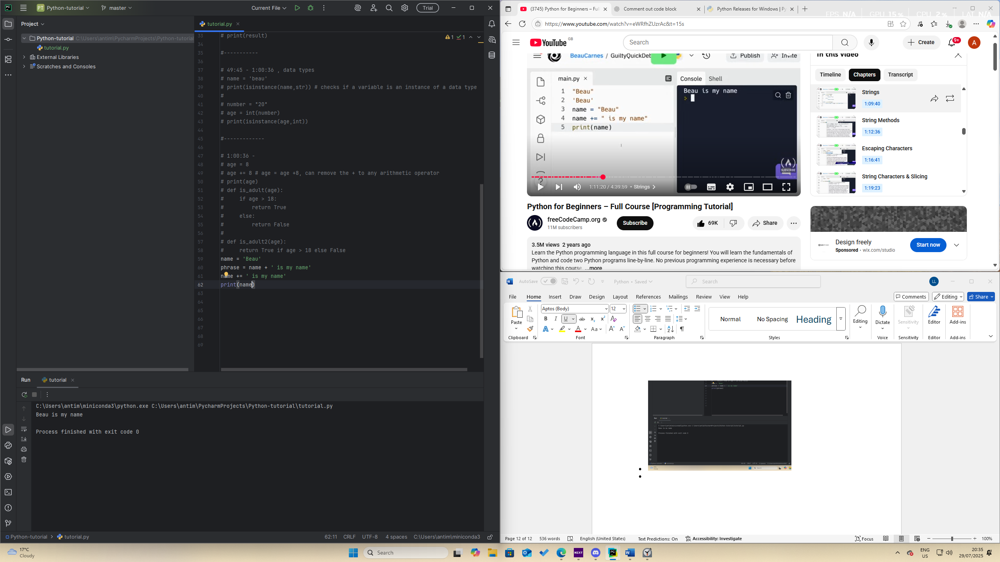 PT Python-tutorial
master
Current File
Trial
Project
Python-tutorial C:\Users\antim\PycharmProjects\Python-tutorial
tutorial.py
External Libraries
Scratches and Consoles
tutorial.py
1 1
33 # print(result)
34
35 #-----------
36
37 # 49:45 - 1:00:36 , data types
38 # name = 'beau'
39 # print(isinstance(name,str)) # checks if a variable is an instance of a data type
40 #
41 # number = "20"
42 # age = int(number)
43 # print(isinstance(age,int))
44
45 #-------------
46
47 # 1:00:36 -
48 # age = 8
49 # age += 8 # age = age +8, can remove the + to any arithmetic operator
50 # print(age)
51 # def is_adult(age):
52 #     if age > 18:
53 #         return True
54 #     else:
55 #         return False
56 #
57 # def is_adult2(age):
58 #     return True if age > 18 else False
59 name = 'Beau'
60 phrase = name + ' is my name'
61 name += ' is my name'
62 print(name)
63
64
65
66
67
68
69
Run tutorial
C:\Users\antim\miniconda3\python.exe C:\Users\antim\PycharmProjects\Python-tutorial\tutorial.py
Beau is my name
Process finished with exit code 0
Python-tutorial > tutorial.py
62:11 CRLF UTF-8 4 spaces C:\Users\antim\miniconda3
(3745) Python for Beginners – Full
Comment out code block
Python Releases for Windows | Py
FPS N/A GPU 15 % CPU 2 % LAT N/A
https://www.youtube.com/watch?v=eWRfhZUzrAc&t=15s
YouTube GB
Search
Create
9+
A
BeauCarnes / GuiltyQuickDeb
Publish
Invite
main.py
Console Shell
1 "Beau"
2 'Beau'
3 name = "Beau"
4 name += " is my name"
5 print(name)
Beau is my name
SUBSCRIBE
1:11:20 / 4:39:59 • Strings
In this video
Timeline
Chapters
Transcript
Strings
1:09:40
String Methods
1:12:36
Escaping Characters
1:16:41
String Characters & Slicing
1:19:23
Python for Beginners – Full Course [Programming Tutorial]
freeCodeCamp.org
11M subscribers
Subscribe
69K
Share
3.5M views 2 years ago
Learn the Python programming language in this full course for beginners! You will learn the fundamentals of
Python and code two Python programs line-by-line. No previous programming experience is necessary before
watching this course. ...more
Design freely
Sponsored · wix.com/studio
Start now
AutoSave
Python • Saved
Search
LL
File Home Insert Draw Design Layout References Mailings Review View Help
Comments
Editing
Share
Paste
Clipboard
Aptos (Body) 12
Font
Paragraph
Normal
No Spacing
Heading
Styles
Editing
Dictate
Voice
Sensitivity
Sensitivity
Editor
Editor
Add-ins
Add-ins
Page 12 of 12
536 words
English (United States)
Text Predictions: On
Accessibility: Investigate
Focus
100%
17°C
Cloudy
Search
NZXT
ENG
US
20:35
29/07/2025